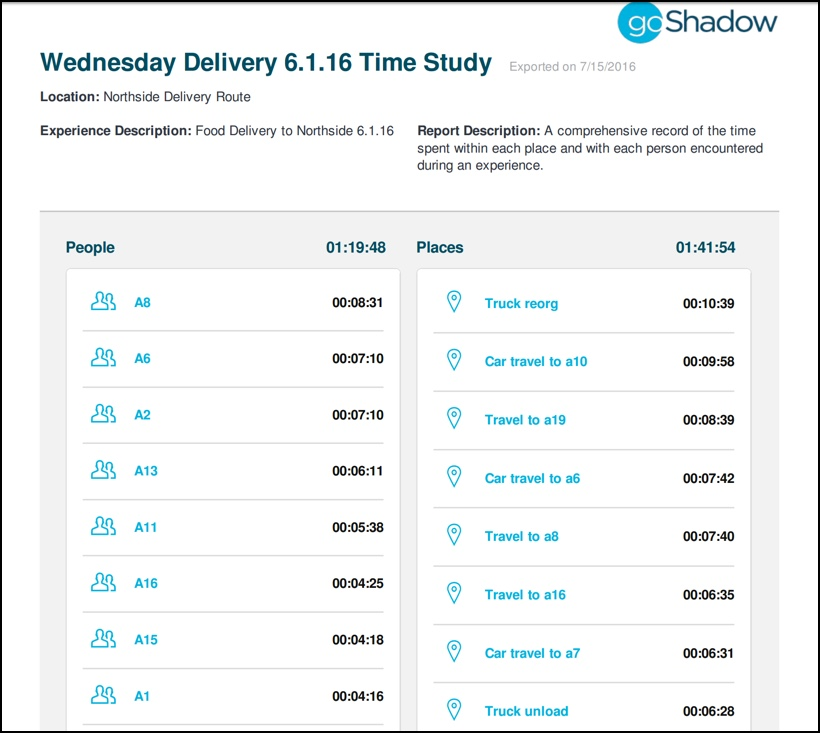 goShadow
Wednesday Delivery 6.1.16 Time Study Exported on 7/15/2016
Location: Northside Delivery Route
Experience Description: Food Delivery to Northside 6.1.16
Report Description: A comprehensive record of the time
spent within each place and with each person encountered
during an experience.
People 01:19:48
A8 00:08:31
A6 00:07:10
A2 00:07:10
A13 00:06:11
A11 00:05:38
A16 00:04:25
A15 00:04:18
A1 00:04:16
Places 01:41:54
Truck reorg 00:10:39
Car travel to a10 00:09:58
Travel to a19 00:08:39
Car travel to a6 00:07:42
Travel to a8 00:07:40
Travel to a16 00:06:35
Car travel to a7 00:06:31
Truck unload 00:06:28